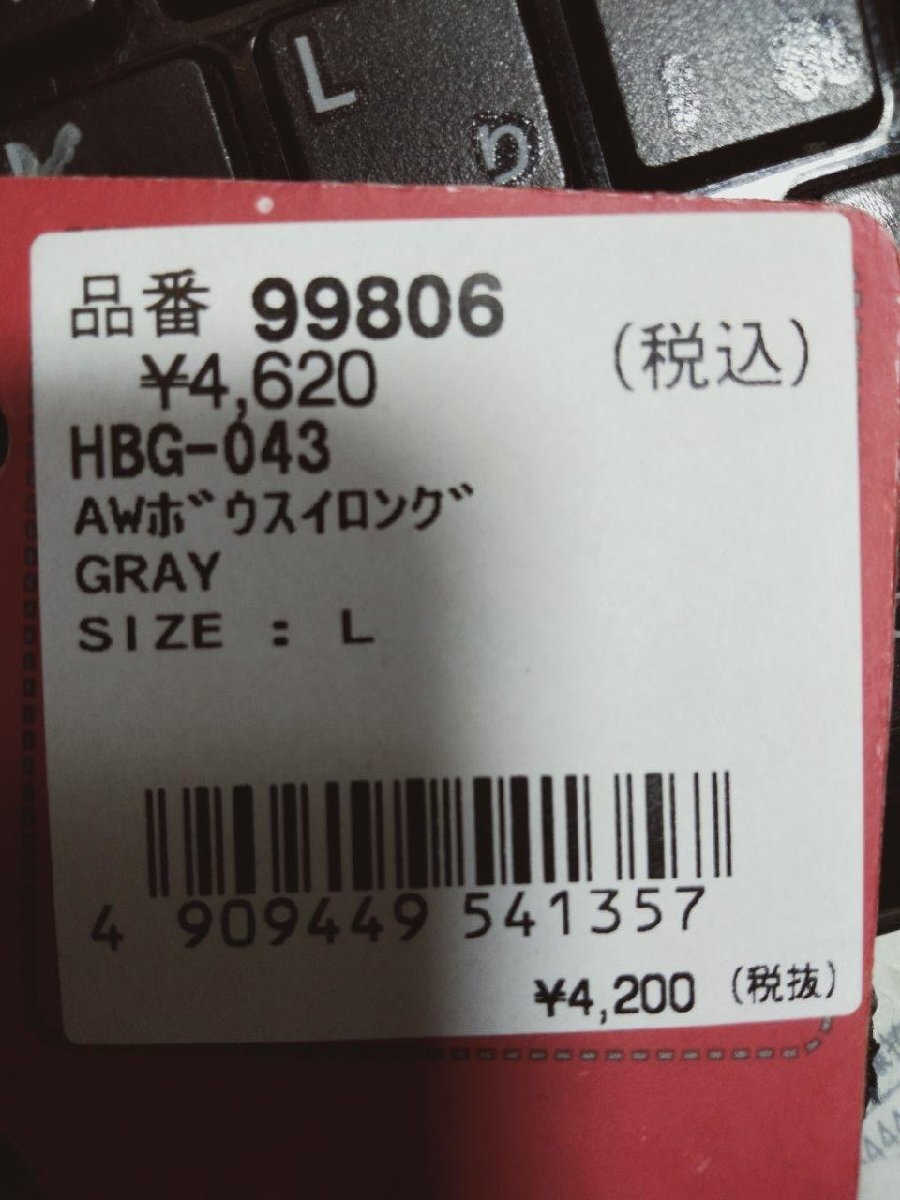 L
り
品番 99806
¥4,620 (税込)
HBG-043
AWボウスイロング
GRAY
SIZE : L
4 909449 541357
¥4,200 (税抜)